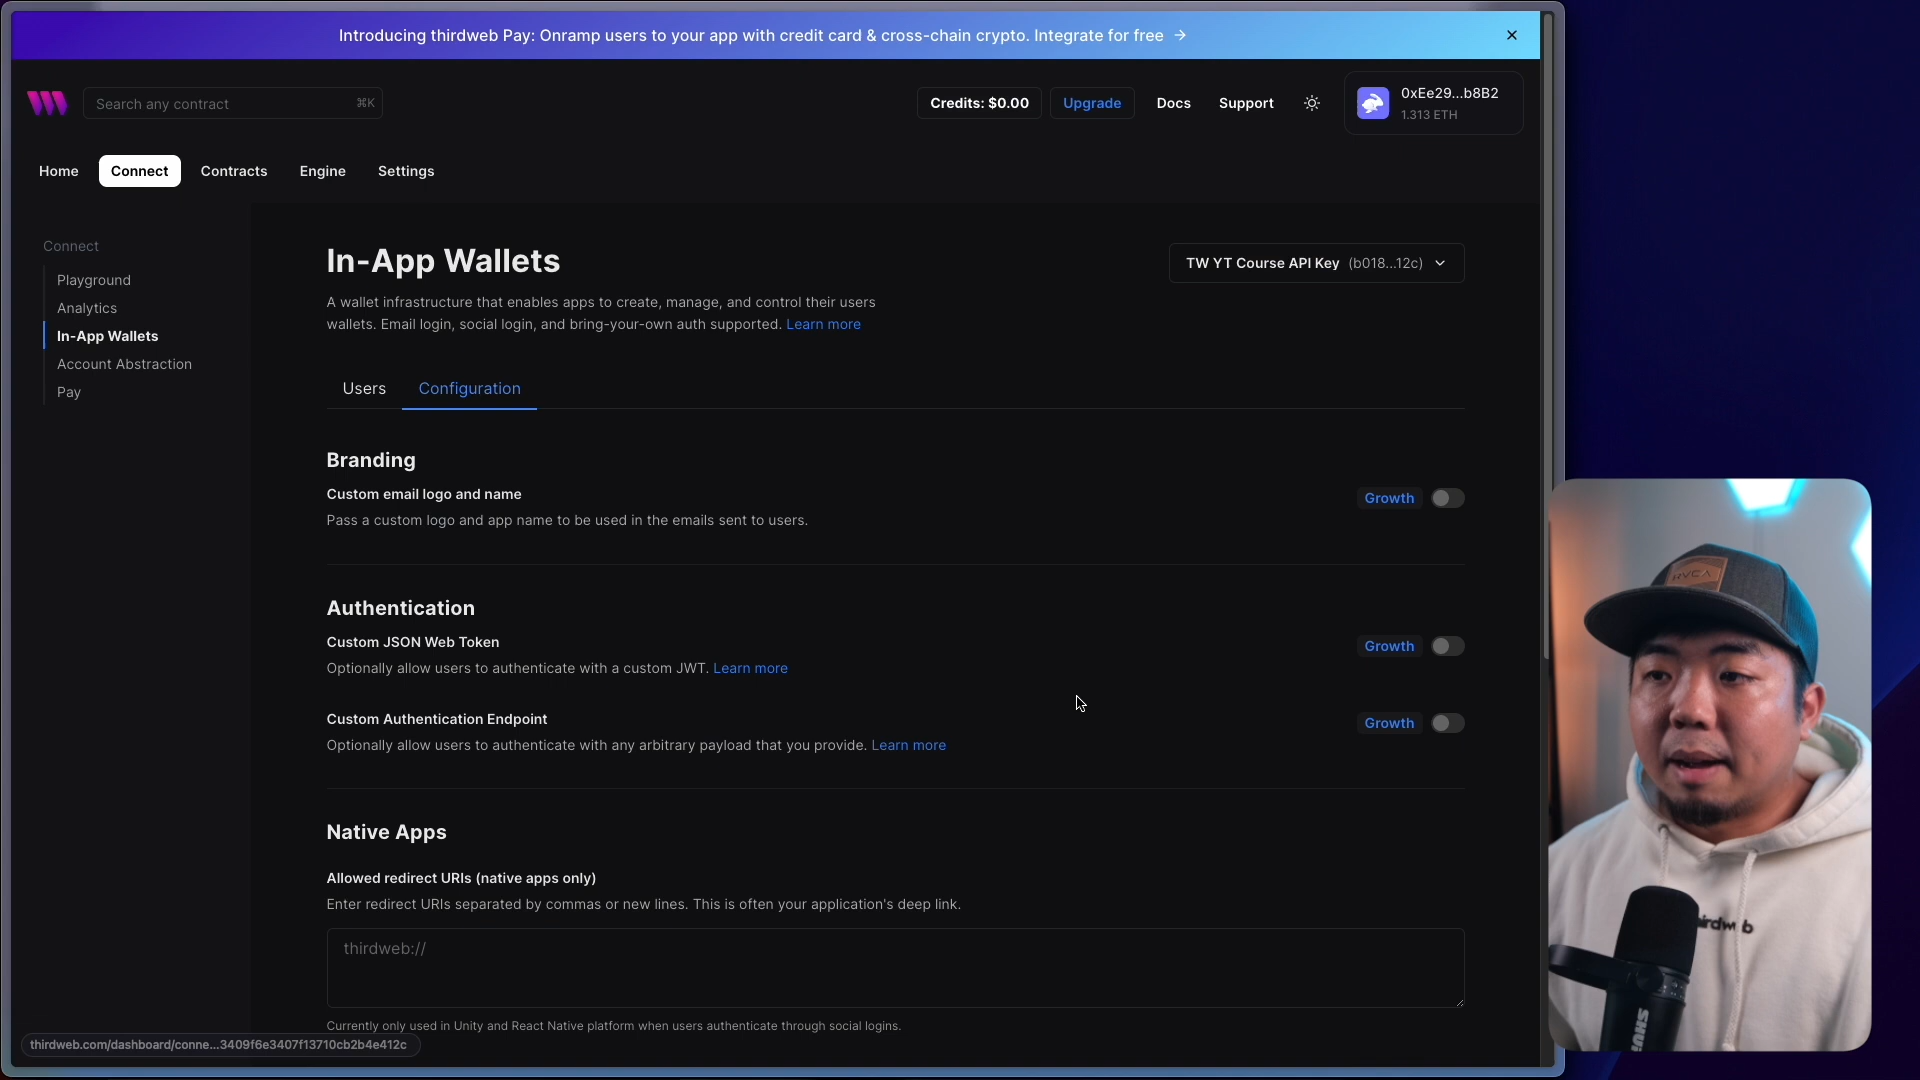 Introducing thirdweb Pay: Onramp users to your app with credit card & cross-chain crypto. Integrate for free →
Search any contract ⌘K
Credits: $0.00 Upgrade Docs Support
0xEe29...b8B2
1.313 ETH
Home Connect Contracts Engine Settings
Connect
Playground
Analytics
In-App Wallets
Account Abstraction
Pay
In-App Wallets
TW YT Course API Key (b018...12c)
A wallet infrastructure that enables apps to create, manage, and control their users
wallets. Email login, social login, and bring-your-own auth supported. Learn more
Users Configuration
Branding
Custom email logo and name
Growth
Pass a custom logo and app name to be used in the emails sent to users.
Authentication
Custom JSON Web Token
Growth
Optionally allow users to authenticate with a custom JWT. Learn more
Custom Authentication Endpoint
Growth
Optionally allow users to authenticate with any arbitrary payload that you provide. Learn more
Native Apps
Allowed redirect URIs (native apps only)
Enter redirect URIs separated by commas or new lines. This is often your application's deep link.
thirdweb://
Currently only used in Unity and React Native platform when users authenticate through social logins.
thirdweb.com/dashboard/conne...3409f6e3407f13710cb2b4e412c
RVCA